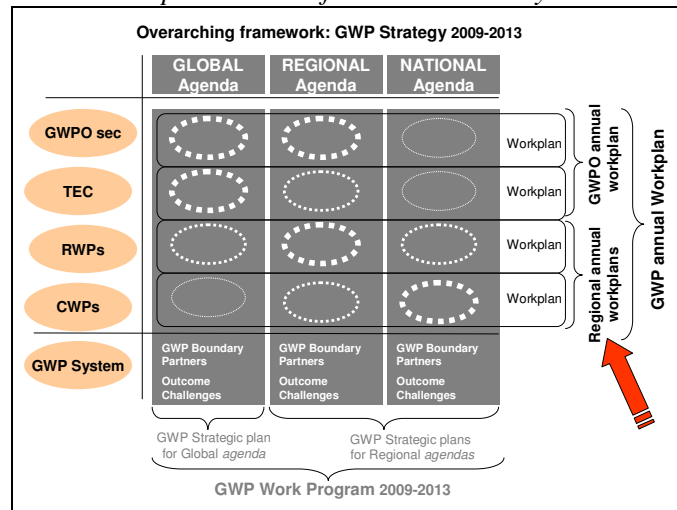 Overarching framework: GWP Strategy 2009-2013
GLOBAL
Agenda
REGIONAL
Agenda
NATIONAL
Agenda
GWPO sec
Workplan
TEC
Workplan
RWPs
Workplan
CWPs
Workplan
GWPO annual
workplan
Regional annual
workplans
GWP annual Workplan
GWP System
GWP Boundary
Partners
Outcome
Challenges
GWP Boundary
Partners
Outcome
Challenges
GWP Boundary
Partners
Outcome
Challenges
GWP Strategic plan
for Global agenda
GWP Strategic plans
for Regional agendas
GWP Work Program 2009-2013